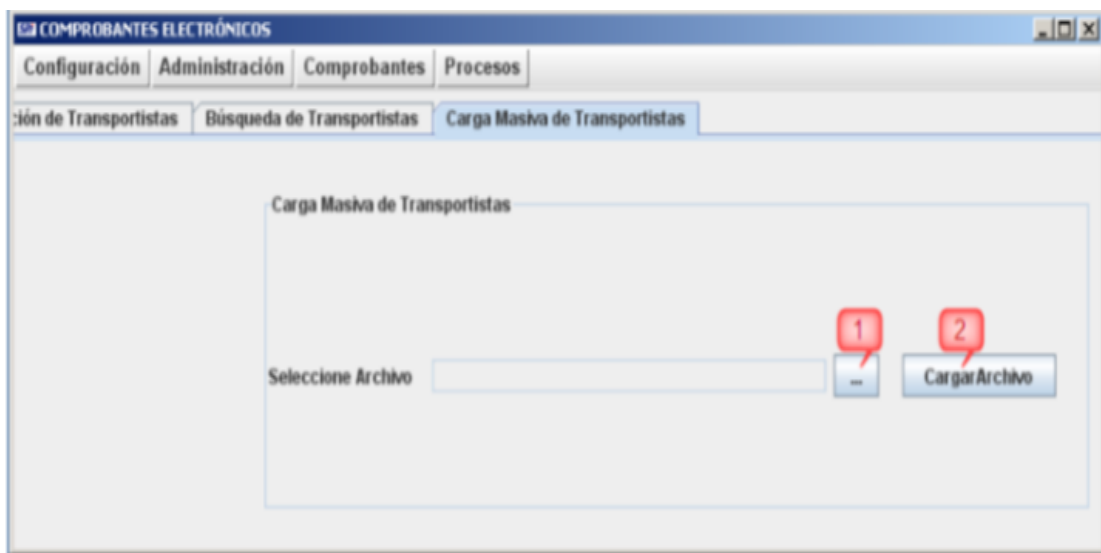 COMPROBANTES ELECTRÓNICOS
Configuración Administración Comprobantes Procesos
ción de Transportistas Búsqueda de Transportistas Carga Masiva de Transportistas
Carga Masiva de Transportistas
1 2
Seleccione Archivo ... CargarArchivo